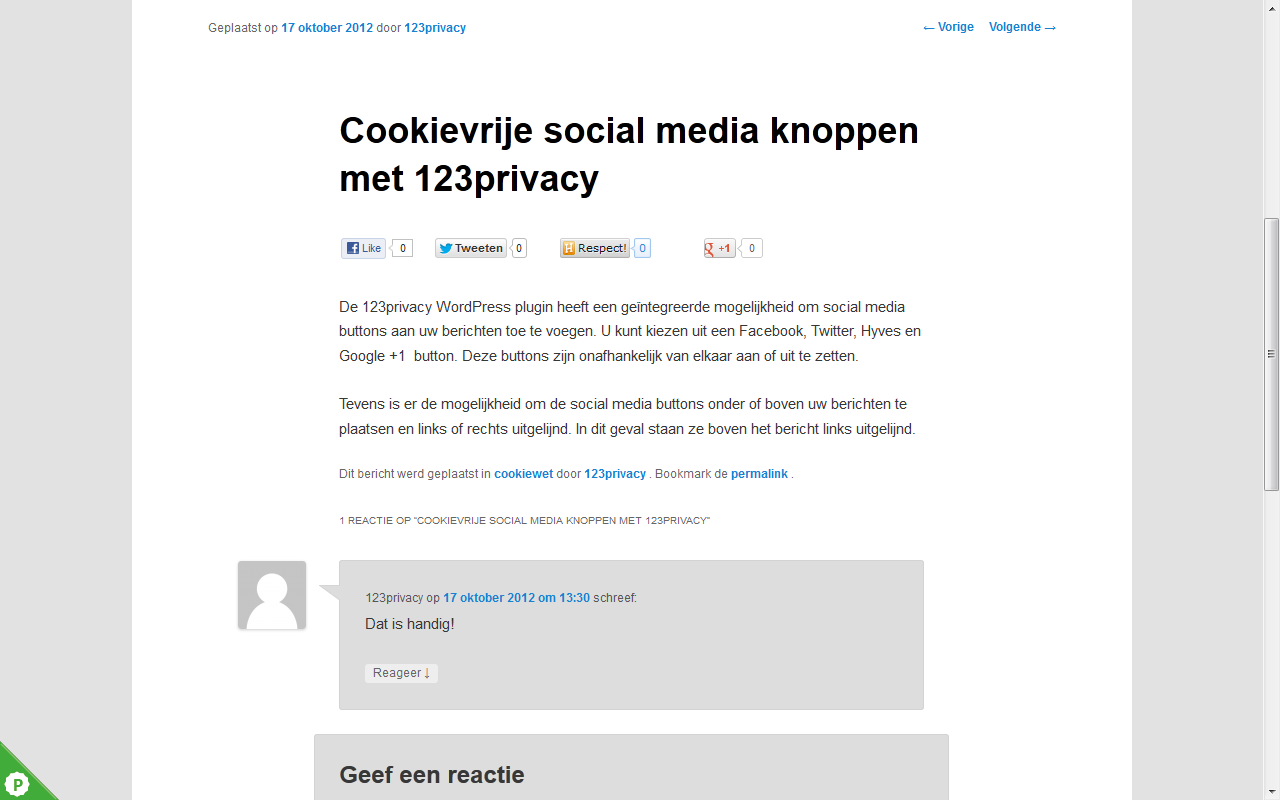 Geplaatst op 17 oktober 2012 door 123privacy
← Vorige Volgende →
Cookievrije social media knoppen
met 123privacy
Like 0 Tweeten 0 H Respect! 0 g +1 0
De 123privacy WordPress plugin heeft een geïntegreerde mogelijkheid om social media
buttons aan uw berichten toe te voegen. U kunt kiezen uit een Facebook, Twitter, Hyves en
Google +1  button. Deze buttons zijn onafhankelijk van elkaar aan of uit te zetten.
Tevens is er de mogelijkheid om de social media buttons onder of boven uw berichten te
plaatsen en links of rechts uitgelijnd. In dit geval staan ze boven het bericht links uitgelijnd.
Dit bericht werd geplaatst in cookiewet door 123privacy . Bookmark de permalink .
1 REACTIE OP “COOKIEVRIJE SOCIAL MEDIA KNOPPEN MET 123PRIVACY”
123privacy op 17 oktober 2012 om 13:30 schreef:
Dat is handig!
Reageer ↓
Geef een reactie
P